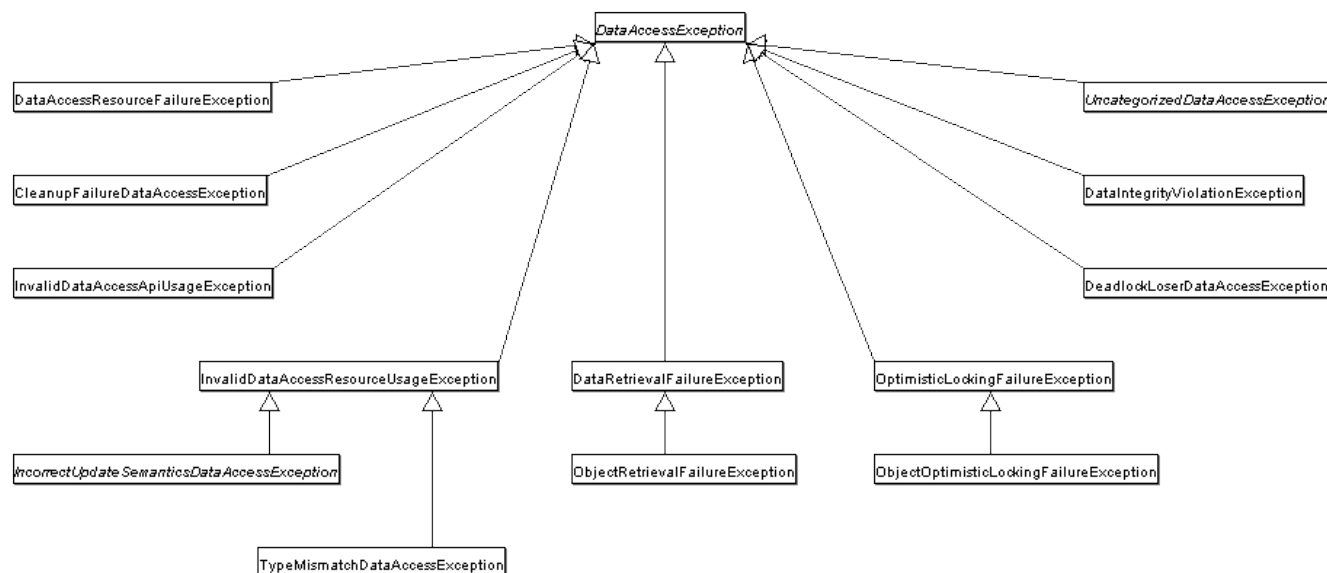 DataAccessException
DataAccessResourceFailureException
UncategorizedDataAccessException
CleanupFailureDataAccessException
DataIntegrityViolationException
InvalidDataAccessApiUsageException
DeadlockLoserDataAccessException
InvalidDataAccessResourceUsageException
DataRetrievalFailureException
OptimisticLockingFailureException
IncorrectUpdateSemanticsDataAccessException
ObjectRetrievalFailureException
ObjectOptimisticLockingFailureException
TypeMismatchDataAccessException